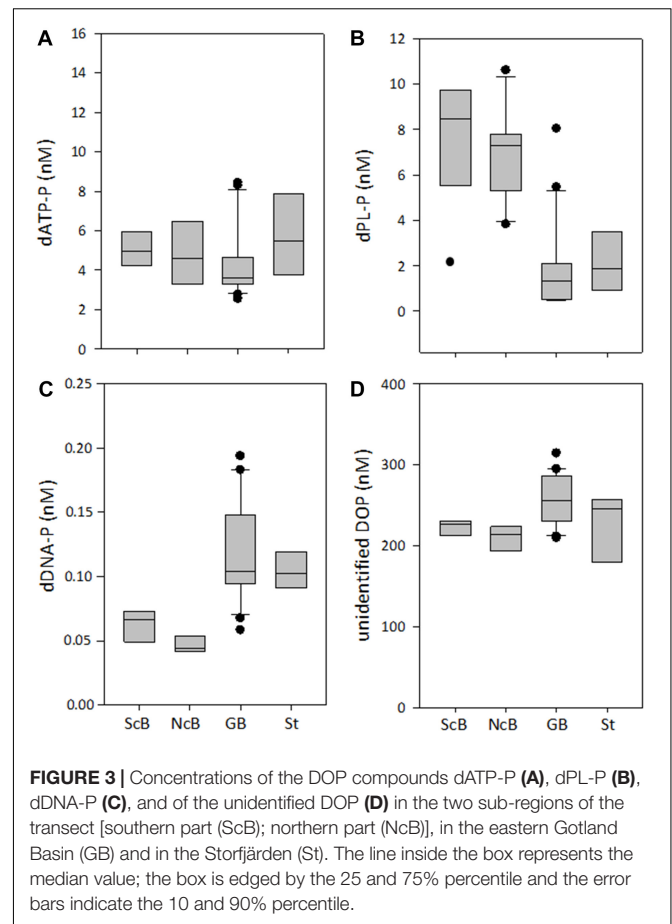 A
dATP-P (nM)
16
14
12
10
8
6
4
2
0
B
dPL-P (nM)
12
10
8
6
4
2
0
C
dDNA-P (nM)
0.25
0.20
0.15
0.10
0.05
0.00
ScB NcB GB St
D
unidentified DOP (nM)
400
300
200
100
0
ScB NcB GB St
FIGURE 3 | Concentrations of the DOP compounds dATP-P (A), dPL-P (B),
dDNA-P (C), and of the unidentified DOP (D) in the two sub-regions of the
transect [southern part (ScB); northern part (NcB)], in the eastern Gotland
Basin (GB) and in the Storfjärden (St). The line inside the box represents the
median value; the box is edged by the 25 and 75% percentile and the error
bars indicate the 10 and 90% percentile.